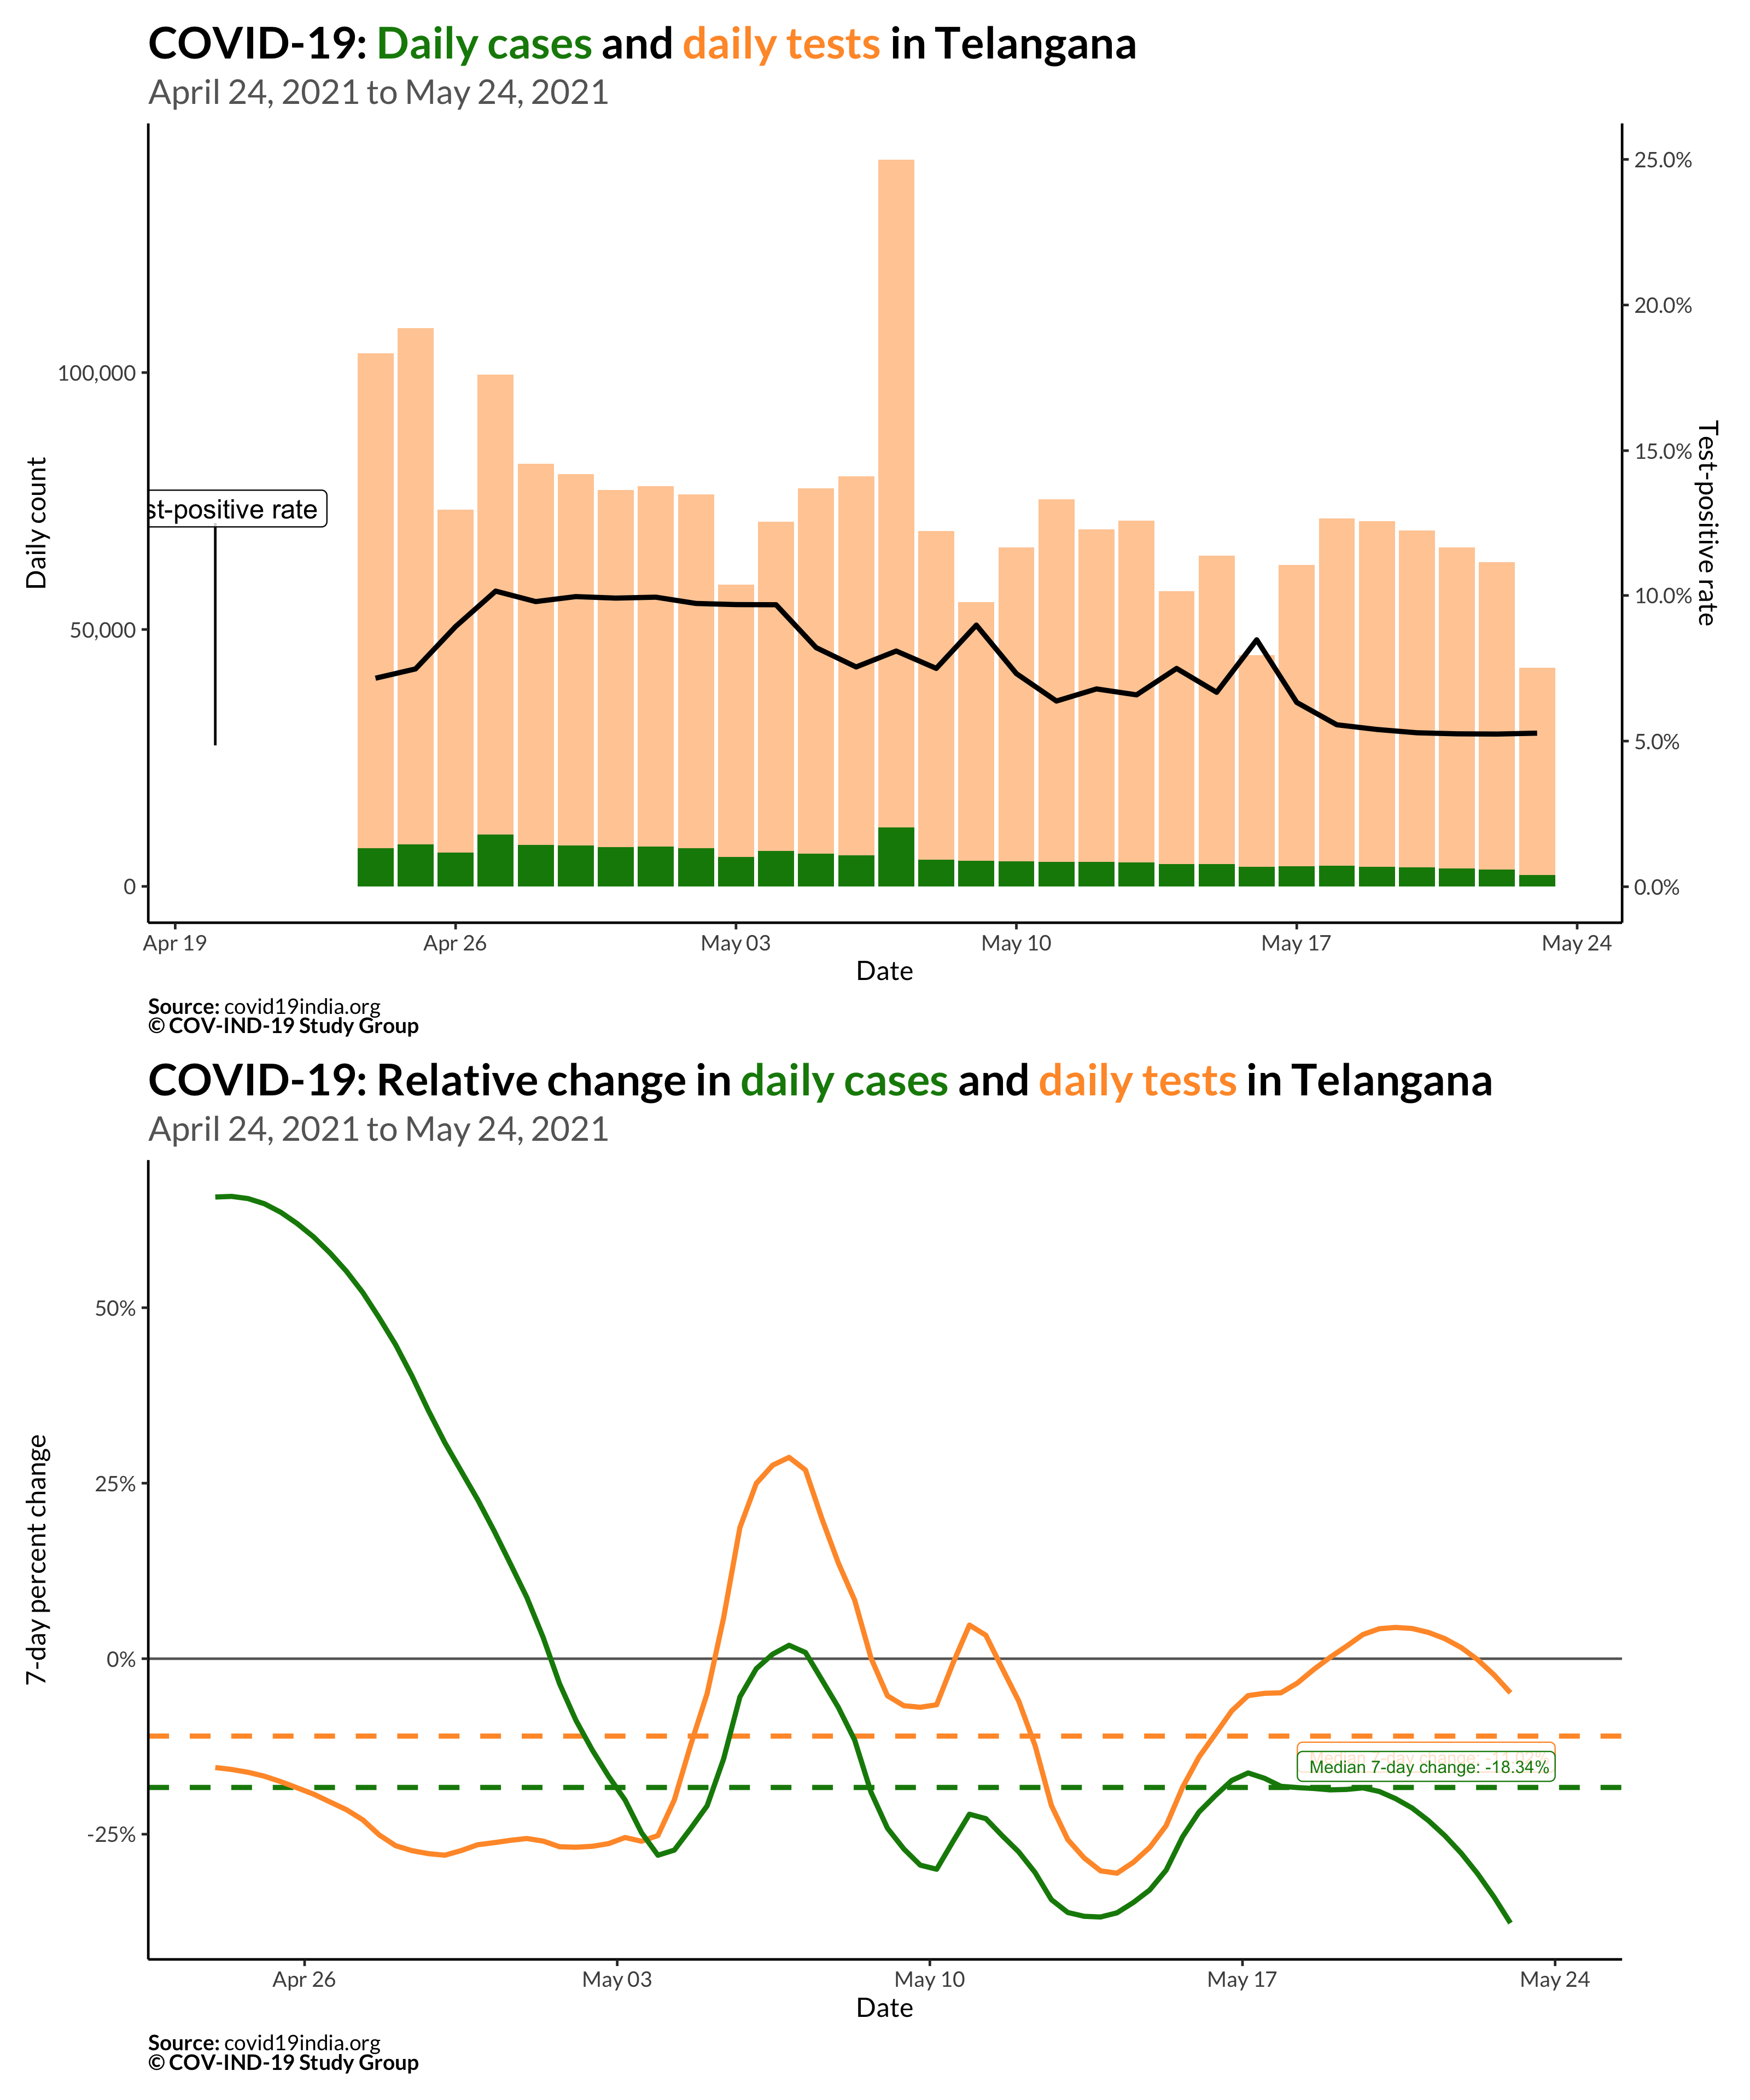 COVID-19: Daily cases and daily tests in Telangana
April 24, 2021 to May 24, 2021
25.0%
20.0%
100,000
15.0%
Daily count
Test-positive rate
st-positive rate
10.0%
50,000
5.0%
0
0.0%
Apr 19 Apr 26 May 03 May 10 May 17 May 24
Date
Source: covid19india.org
© COV-IND-19 Study Group
COVID-19: Relative change in daily cases and daily tests in Telangana
April 24, 2021 to May 24, 2021
50%
25%
7-day percent change
0%
Median 7-day change: -11.02%
Median 7-day change: -18.34%
-25%
Apr 26 May 03 May 10 May 17 May 24
Date
Source: covid19india.org
© COV-IND-19 Study Group